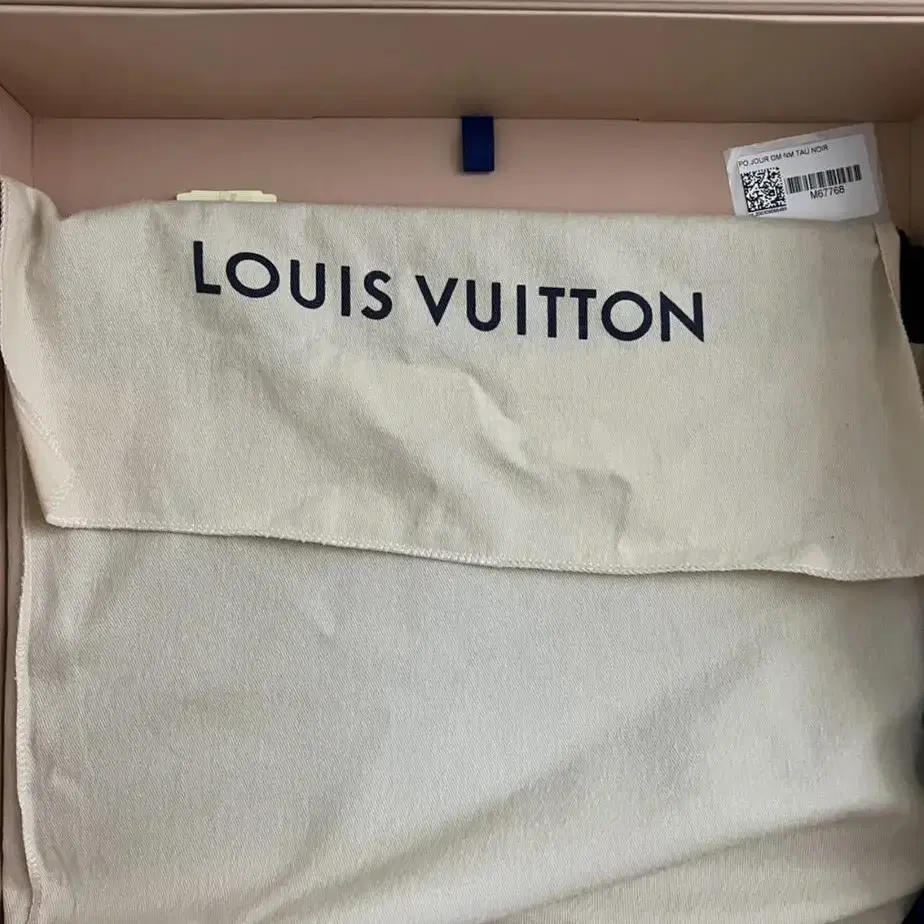 PO.JOUR GM NM TAU NOIR
M67768
LOUIS VUITTON